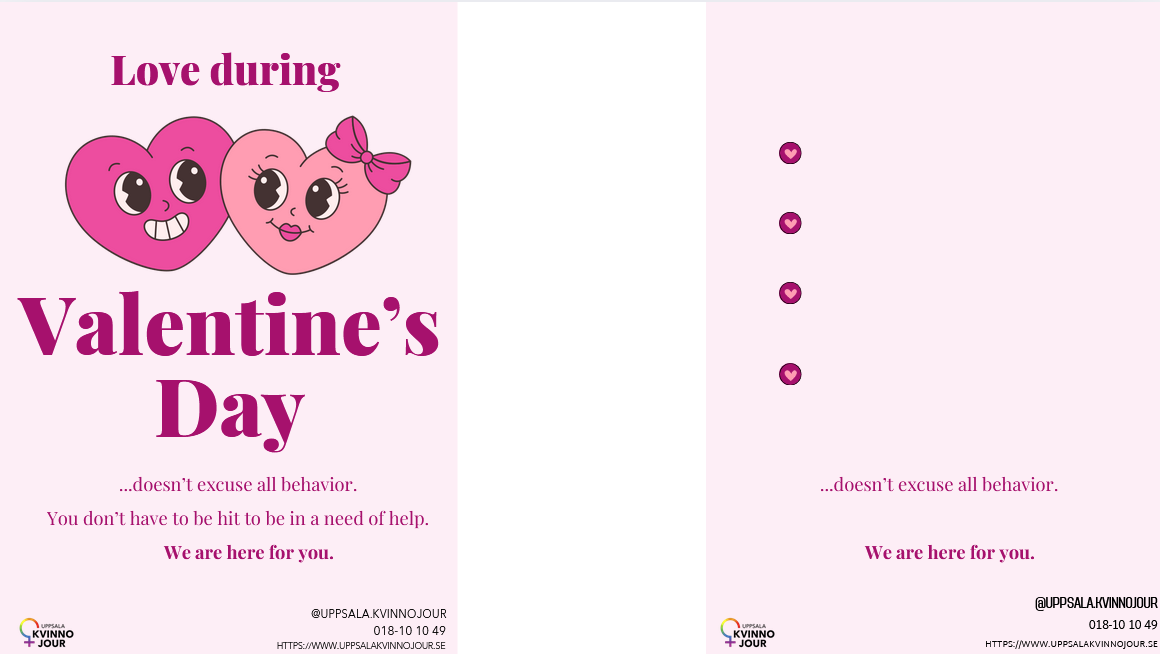 Love during
Valentine’s
Day
...doesn’t excuse all behavior.
You don’t have to be hit to be in a need of help.
We are here for you.
@UPPSALA.KVINNOJOUR
018-10 10 49
HTTPS://WWW.UPPSALAKVINNOJOUR.SE
UPPSALA
KVINNO
JOUR
...doesn’t excuse all behavior.
We are here for you.
@UPPSALA.KVINNOJOUR
018-10 10 49
HTTPS://WWW.UPPSALAKVINNOJOUR.SE
UPPSALA
KVINNO
JOUR